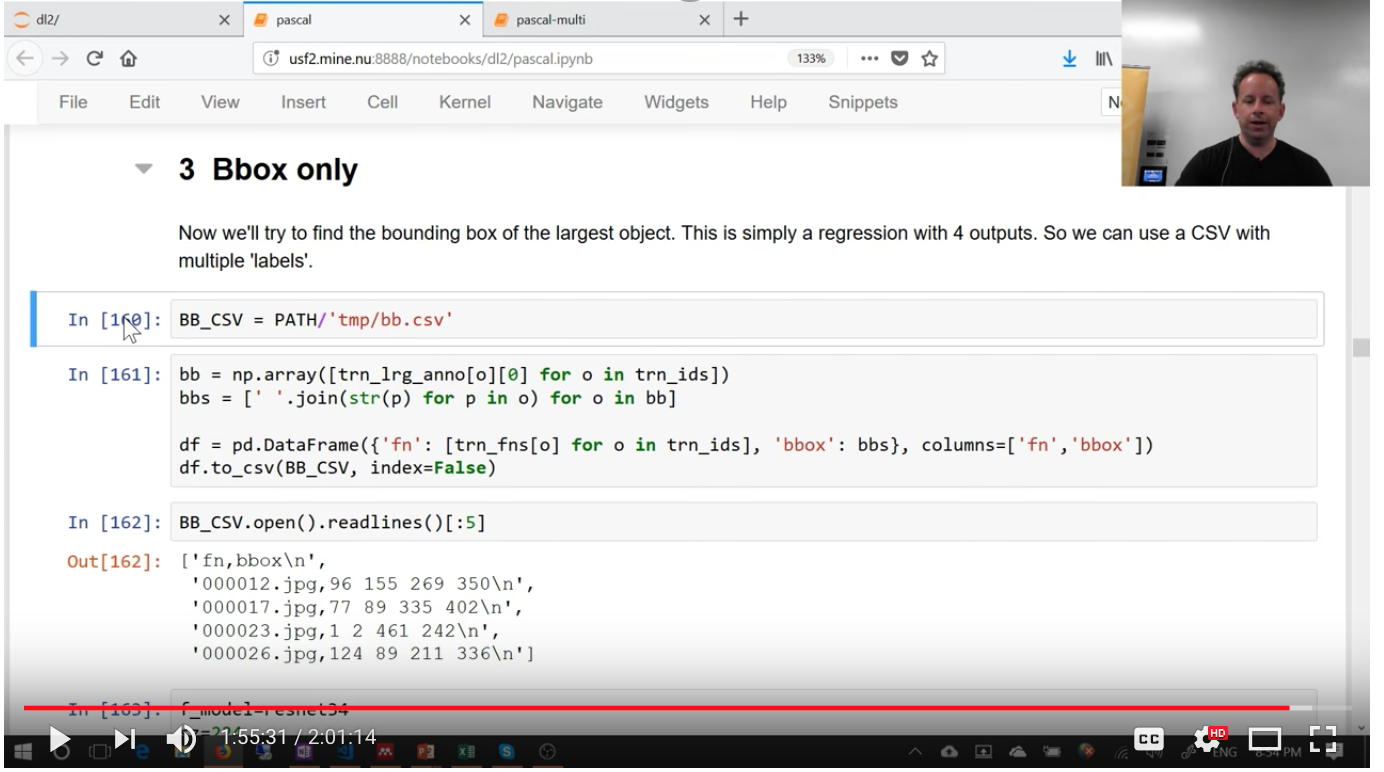 dl2/
pascal
pascal-multi
usf2.mine.nu:8888/notebooks/dl2/pascal.ipynb
133%
File Edit View Insert Cell Kernel Navigate Widgets Help Snippets
3 Bbox only
Now we'll try to find the bounding box of the largest object. This is simply a regression with 4 outputs. So we can use a CSV with
multiple 'labels'.
In [160]: BB_CSV = PATH/'tmp/bb.csv'
In [161]: bb = np.array([trn_lrg_anno[o][0] for o in trn_ids])
bbs = [' '.join(str(p) for p in o) for o in bb]
df = pd.DataFrame({'fn': [trn_fns[o] for o in trn_ids], 'bbox': bbs}, columns=['fn','bbox'])
df.to_csv(BB_CSV, index=False)
In [162]: BB_CSV.open().readlines()[:5]
Out[162]: ['fn,bbox\n',
'000012.jpg,96 155 269 350\n',
'000017.jpg,77 89 335 402\n',
'000023.jpg,1 2 461 242\n',
'000026.jpg,124 89 211 336\n']
In [163]: f_model=resnet34
1:55:31 / 2:01:14
CC
HD
ENG
8:54 PM